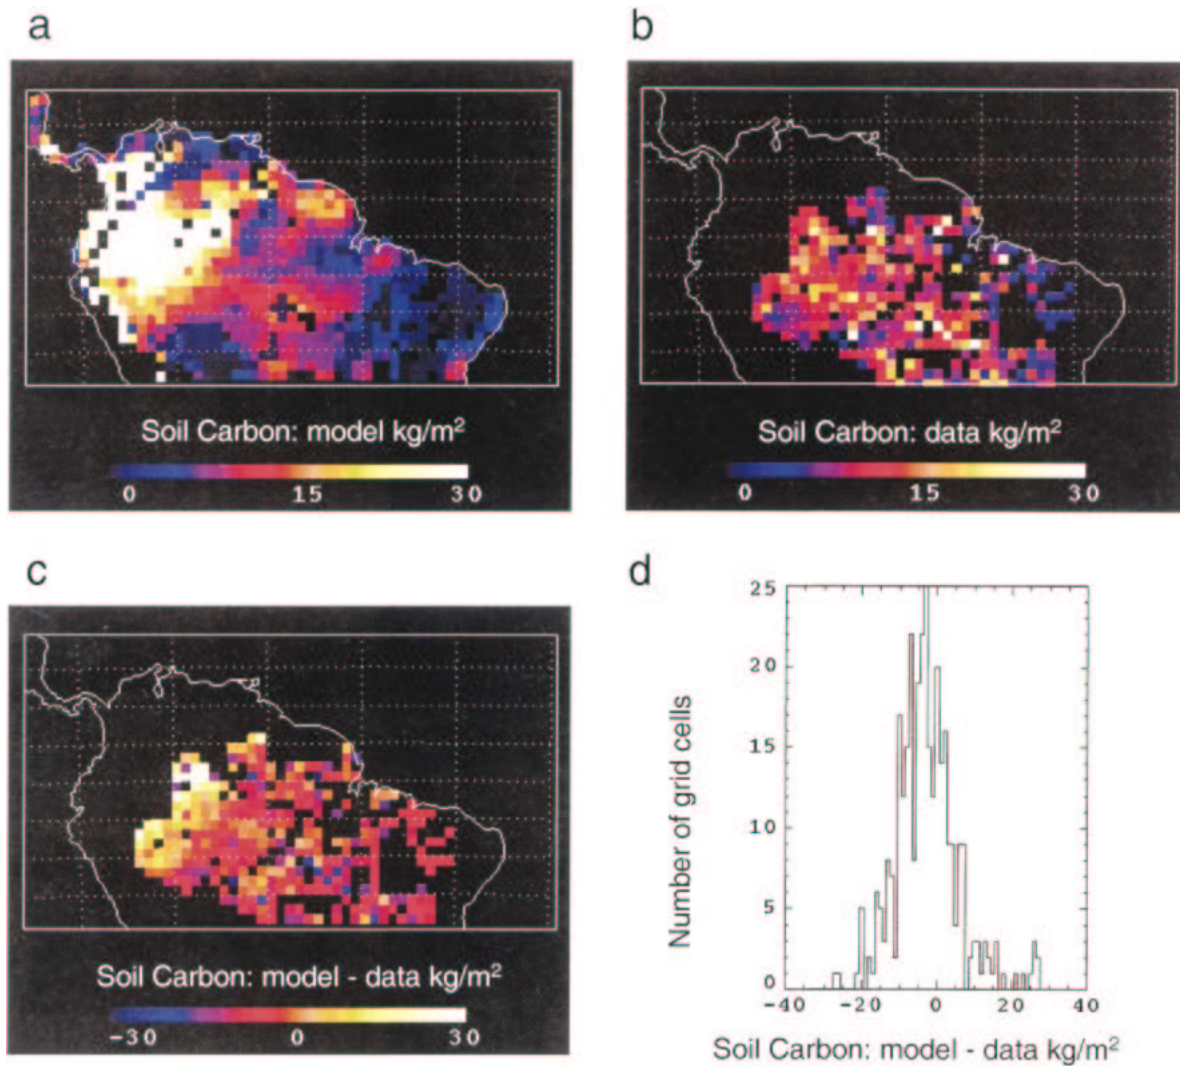 a
b
Soil Carbon: model kg/m²
0 15 30
Soil Carbon: data kg/m²
0 15 30
c
Soil Carbon: model - data kg/m²
−30 0 30
d
25
20
15
10
5
0
−40 −20 0 20 40
Number of grid cells
Soil Carbon: model - data kg/m²